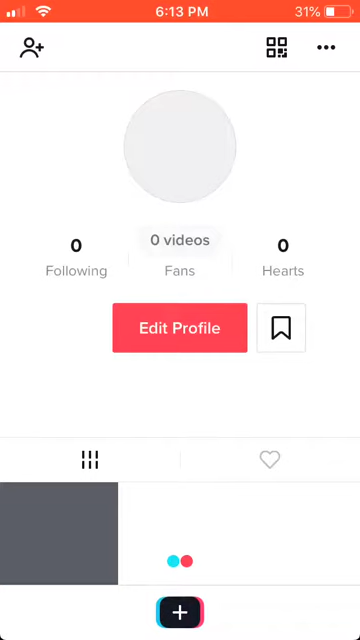 6:13 PM
31%
0 videos
0
0
Following
Fans
Hearts
Edit Profile